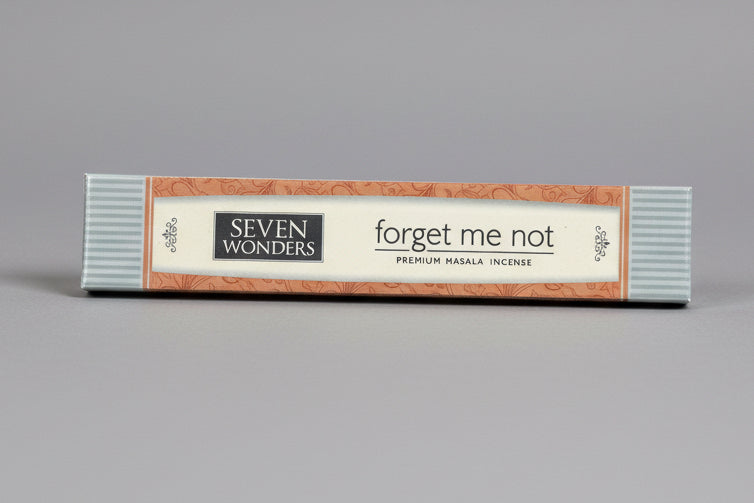 SEVEN
WONDERS
forget me not
PREMIUM MASALA INCENSE